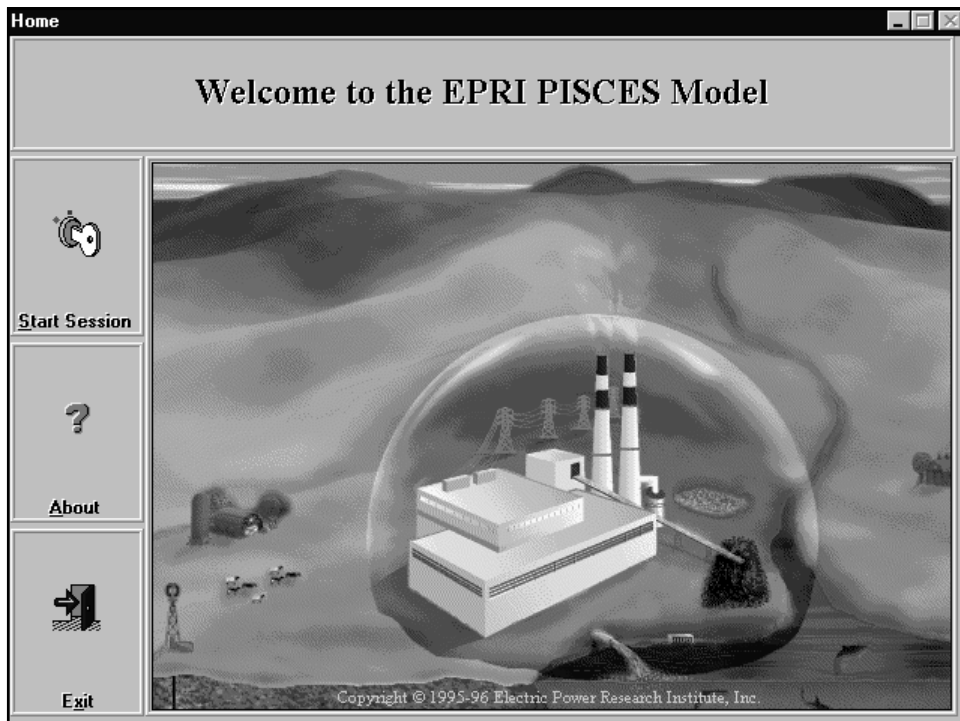 Home
Welcome to the EPRI PISCES Model
Start Session
About
Exit
Copyright © 1995-96 Electric Power Research Institute, Inc.